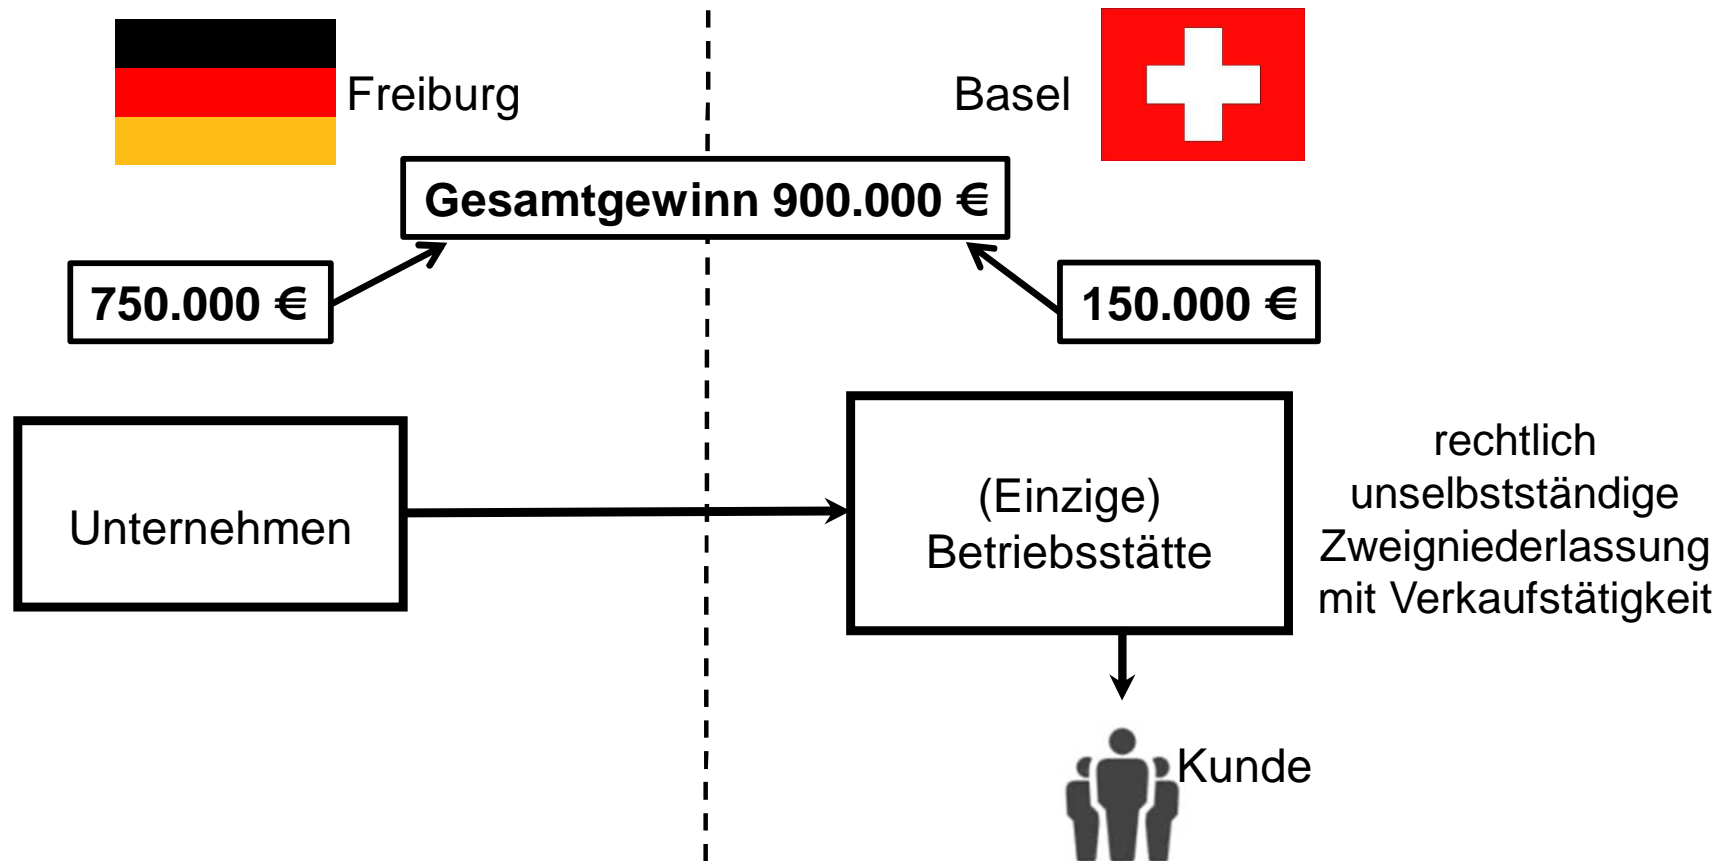 Freiburg
Basel
Gesamtgewinn 900.000 €
750.000 €
150.000 €
Unternehmen
(Einzige)
Betriebsstätte
rechtlich
unselbstständige
Zweigniederlassung
mit Verkaufstätigkeit
Kunde